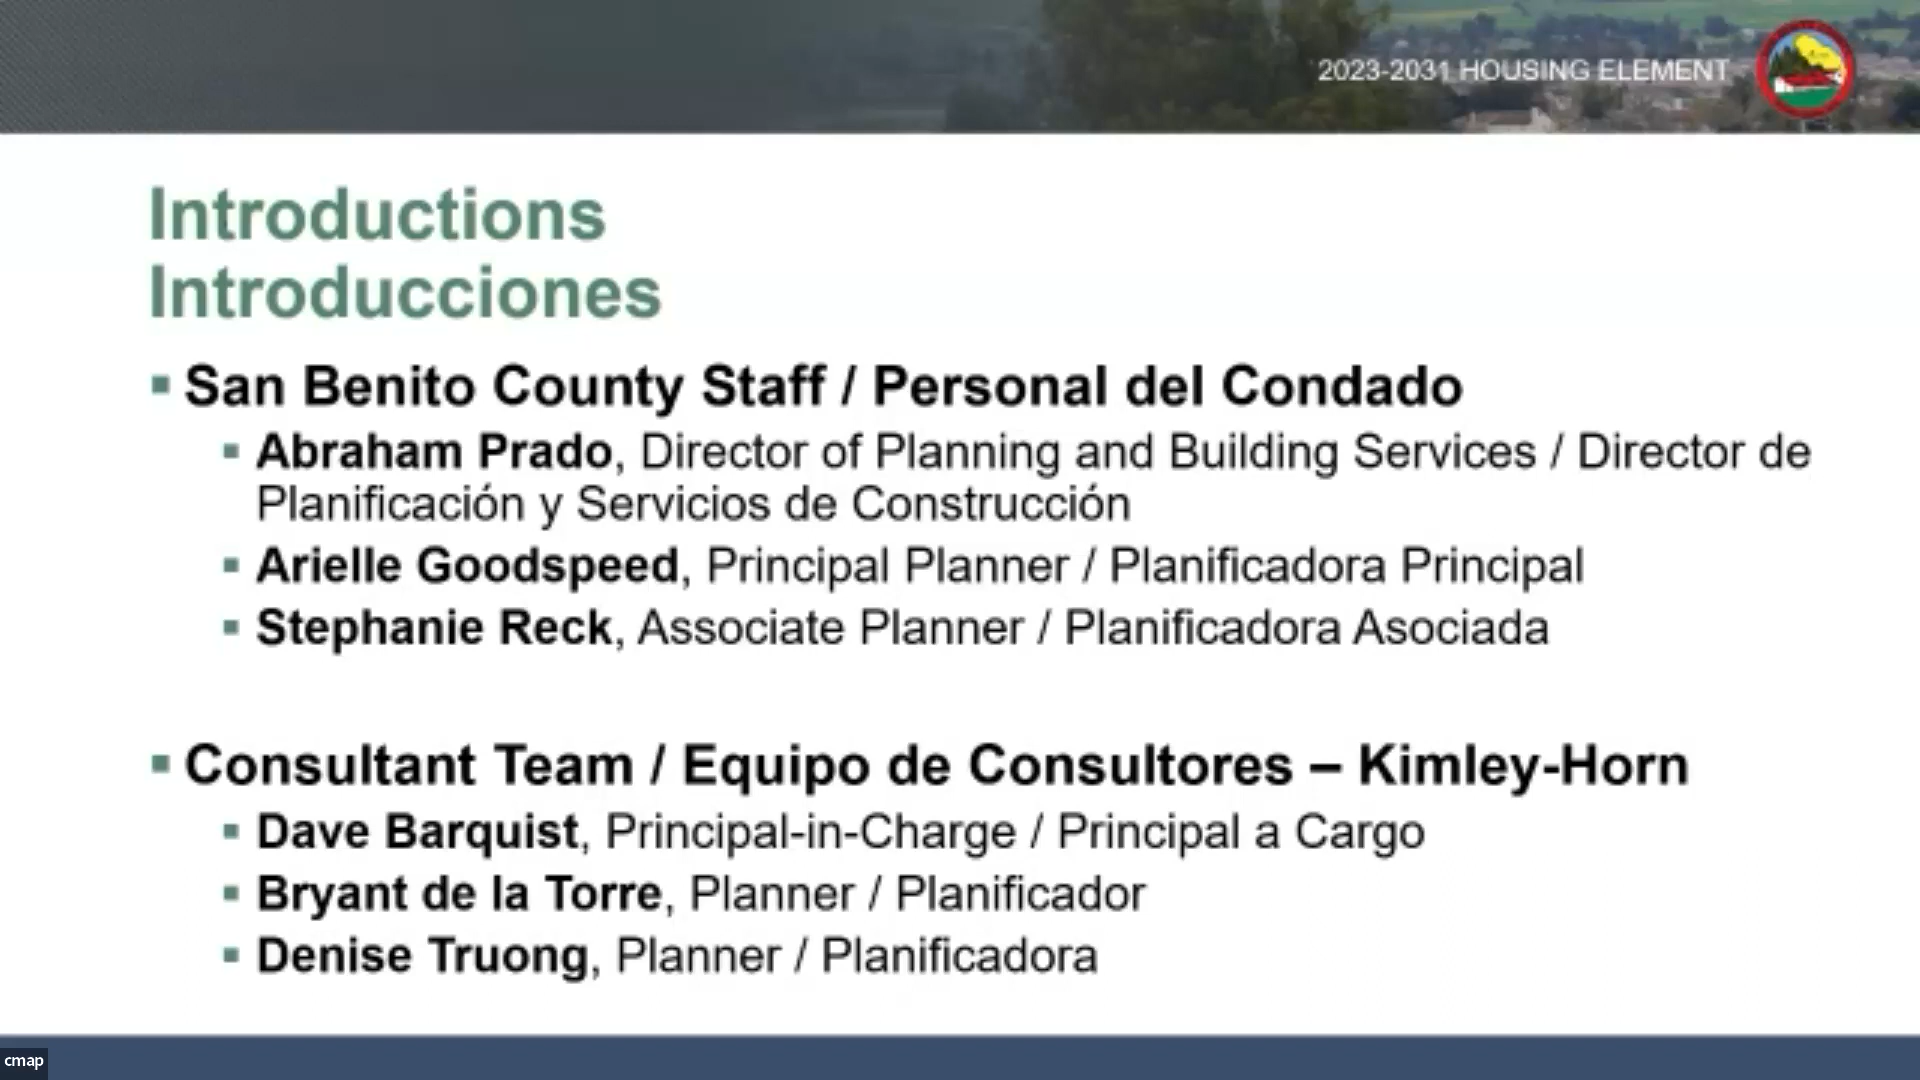 2023-2031 HOUSING ELEMENT
Introductions
Introducciones
San Benito County Staff / Personal del Condado
Abraham Prado, Director of Planning and Building Services / Director de
Planificación y Servicios de Construcción
Arielle Goodspeed, Principal Planner / Planificadora Principal
Stephanie Reck, Associate Planner / Planificadora Asociada
Consultant Team / Equipo de Consultores – Kimley-Horn
Dave Barquist, Principal-in-Charge / Principal a Cargo
Bryant de la Torre, Planner / Planificador
Denise Truong, Planner / Planificadora
cmap